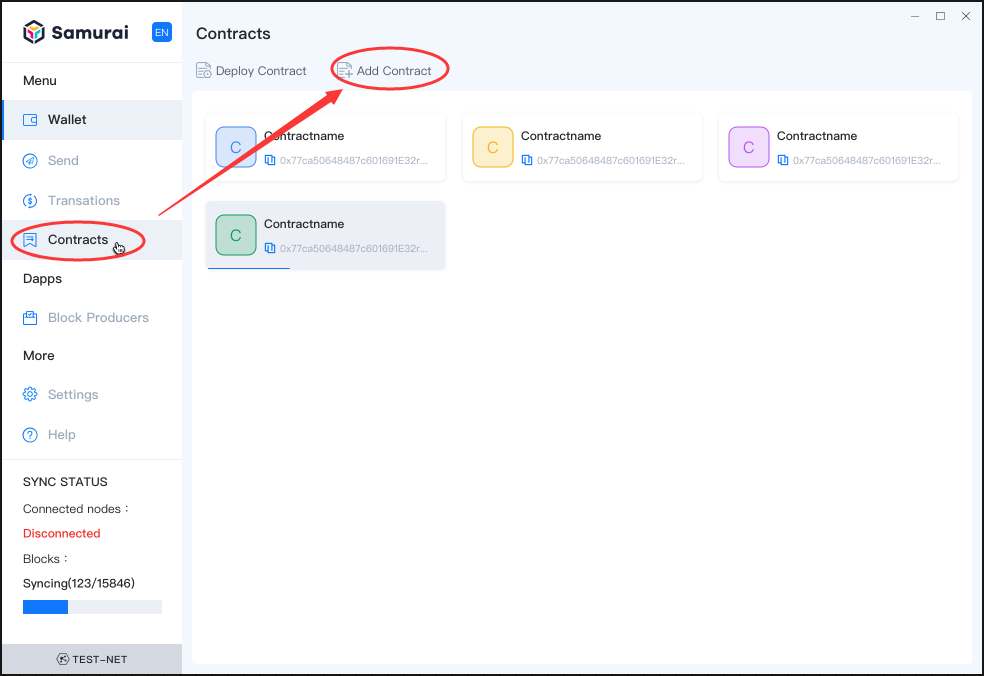 Samurai
EN
Menu
Wallet
Send
Transations
Contracts
Dapps
Block Producers
More
Settings
Help
SYNC STATUS
Connected nodes :
Disconnected
Blocks :
Syncing(123/15846)
TEST-NET
Contracts
Deploy Contract
Add Contract
C
Contractname
0x77ca50648487c601691E32r...
C
Contractname
0x77ca50648487c601691E32r...
C
Contractname
0x77ca50648487c601691E32r...
C
Contractname
0x77ca50648487c601691E32r...